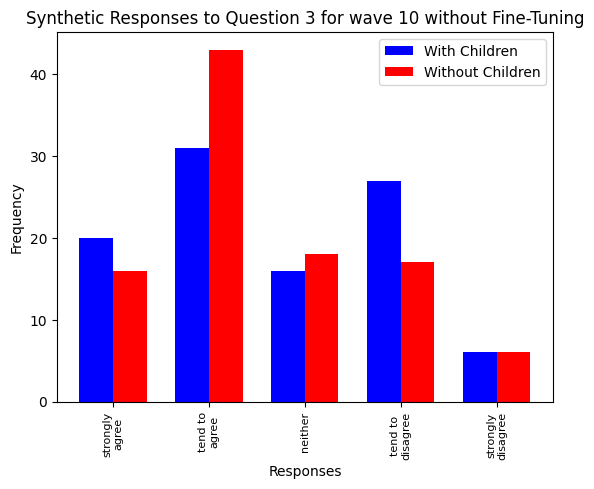 Synthetic Responses to Question 3 for wave 10 without Fine-Tuning
With Children
Without Children
Frequency
40
30
20
10
0
strongly
agree
tend to
agree
neither
tend to
disagree
strongly
disagree
Responses